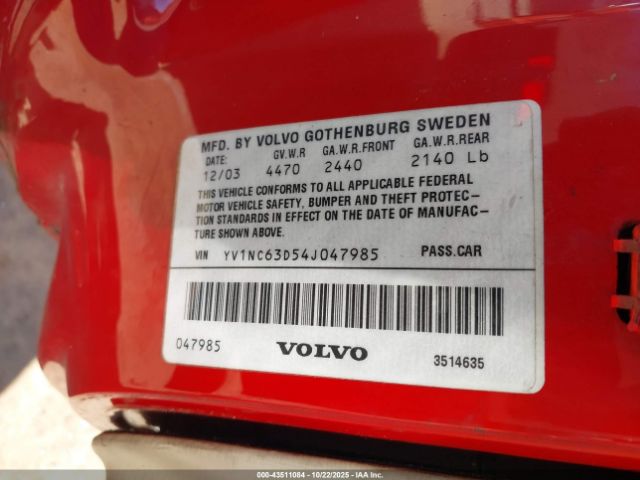 MFD. BY VOLVO GOTHENBURG SWEDEN
DATE: GV.W.R GA.W.R.FRONT GA.W.R.REAR
12/03 4470 2440 2140 Lb
THIS VEHICLE CONFORMS TO ALL APPLICABLE FEDERAL
MOTOR VEHICLE SAFETY, BUMPER AND THEFT PROTEC-
TION STANDARDS IN EFFECT ON THE DATE OF MANUFAC-
TURE SHOWN ABOVE.
VIN YV1NC63D54J047985 PASS.CAR
047985 VOLVO 3514635
000-43511084 - 10/22/2025 - IAAI.com